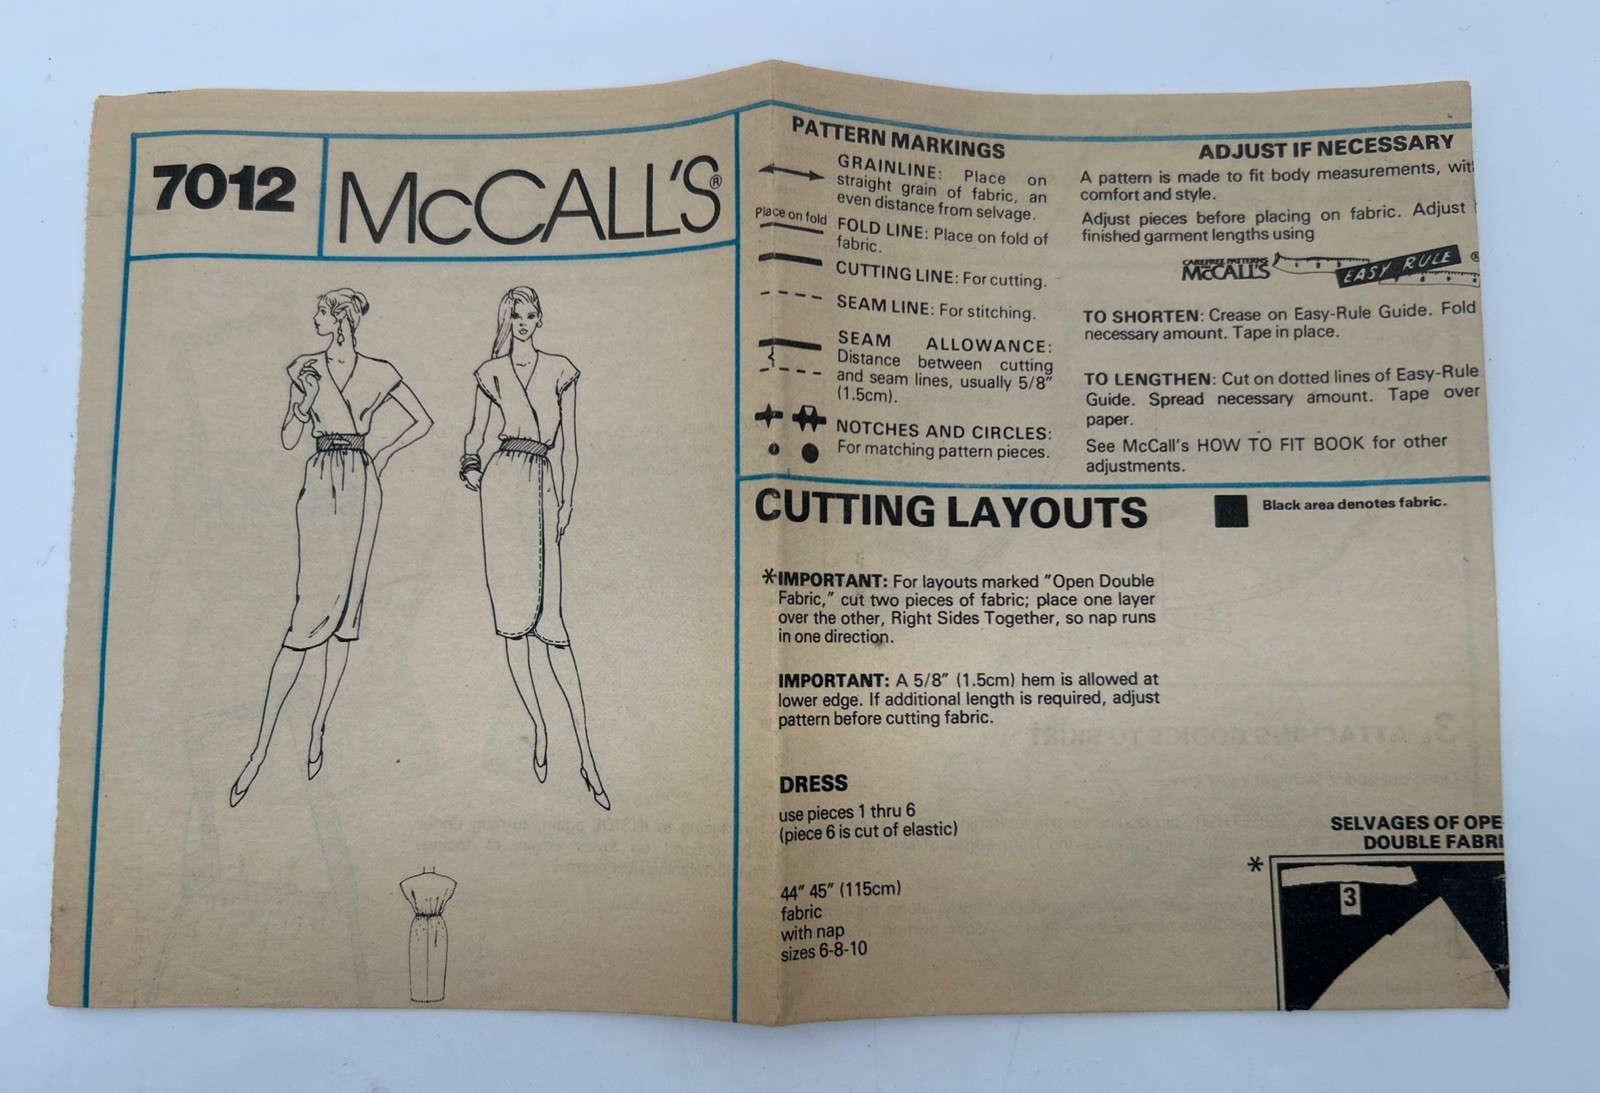 7012
McCALL'S®
PATTERN MARKINGS
GRAINLINE: Place on
straight grain of fabric, an
even distance from selvage.
Place on fold
FOLD LINE: Place on fold of
fabric.
CUTTING LINE: For cutting.
SEAM LINE: For stitching.
SEAM ALLOWANCE:
Distance between cutting
and seam lines, usually 5/8"
(1.5cm).
NOTCHES AND CIRCLES:
For matching pattern pieces.
ADJUST IF NECESSARY
A pattern is made to fit body measurements, wit
comfort and style.
Adjust pieces before placing on fabric. Adjust
finished garment lengths using
CAREFREE PATTERNS
McCALL'S
EASY RULE ®
TO SHORTEN: Crease on Easy-Rule Guide. Fold
necessary amount. Tape in place.
TO LENGTHEN: Cut on dotted lines of Easy-Rule
Guide. Spread necessary amount. Tape over
paper.
See McCall's HOW TO FIT BOOK for other
adjustments.
CUTTING LAYOUTS
Black area denotes fabric.
*IMPORTANT: For layouts marked "Open Double
Fabric," cut two pieces of fabric; place one layer
over the other, Right Sides Together, so nap runs
in one direction.
IMPORTANT: A 5/8" (1.5cm) hem is allowed at
lower edge. If additional length is required, adjust
pattern before cutting fabric.
DRESS
use pieces 1 thru 6
(piece 6 is cut of elastic)
44" 45" (115cm)
fabric
with nap
sizes 6-8-10
SELVAGES OF OPE
DOUBLE FABRI
*
3